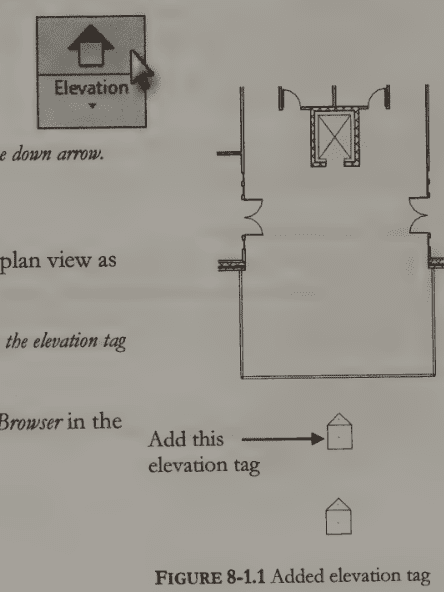 Elevation
e down arrow.
plan view as
the elevation tag
Browser in the
Add this
elevation tag
FIGURE 8-1.1 Added elevation tag